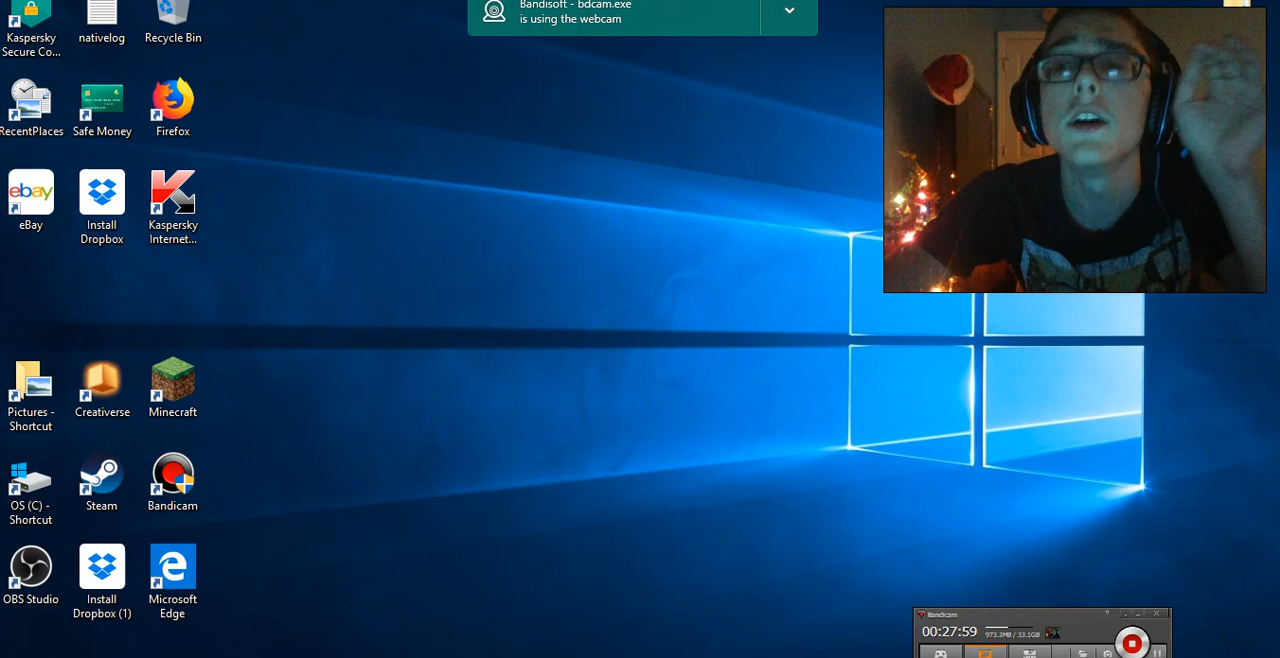 Bandisoft - bdcam.exe
is using the webcam
Kaspersky
Secure Co...
nativelog
Recycle Bin
RecentPlaces
Safe Money
Firefox
ebay
eBay
Install
Dropbox
Kaspersky
Internet...
Pictures -
Shortcut
Creativerse
Minecraft
OS (C) -
Shortcut
Steam
Bandicam
OBS Studio
Install
Dropbox (1)
Microsoft
Edge
Bandicam
00:27:59
973.3MB / 33.1GB